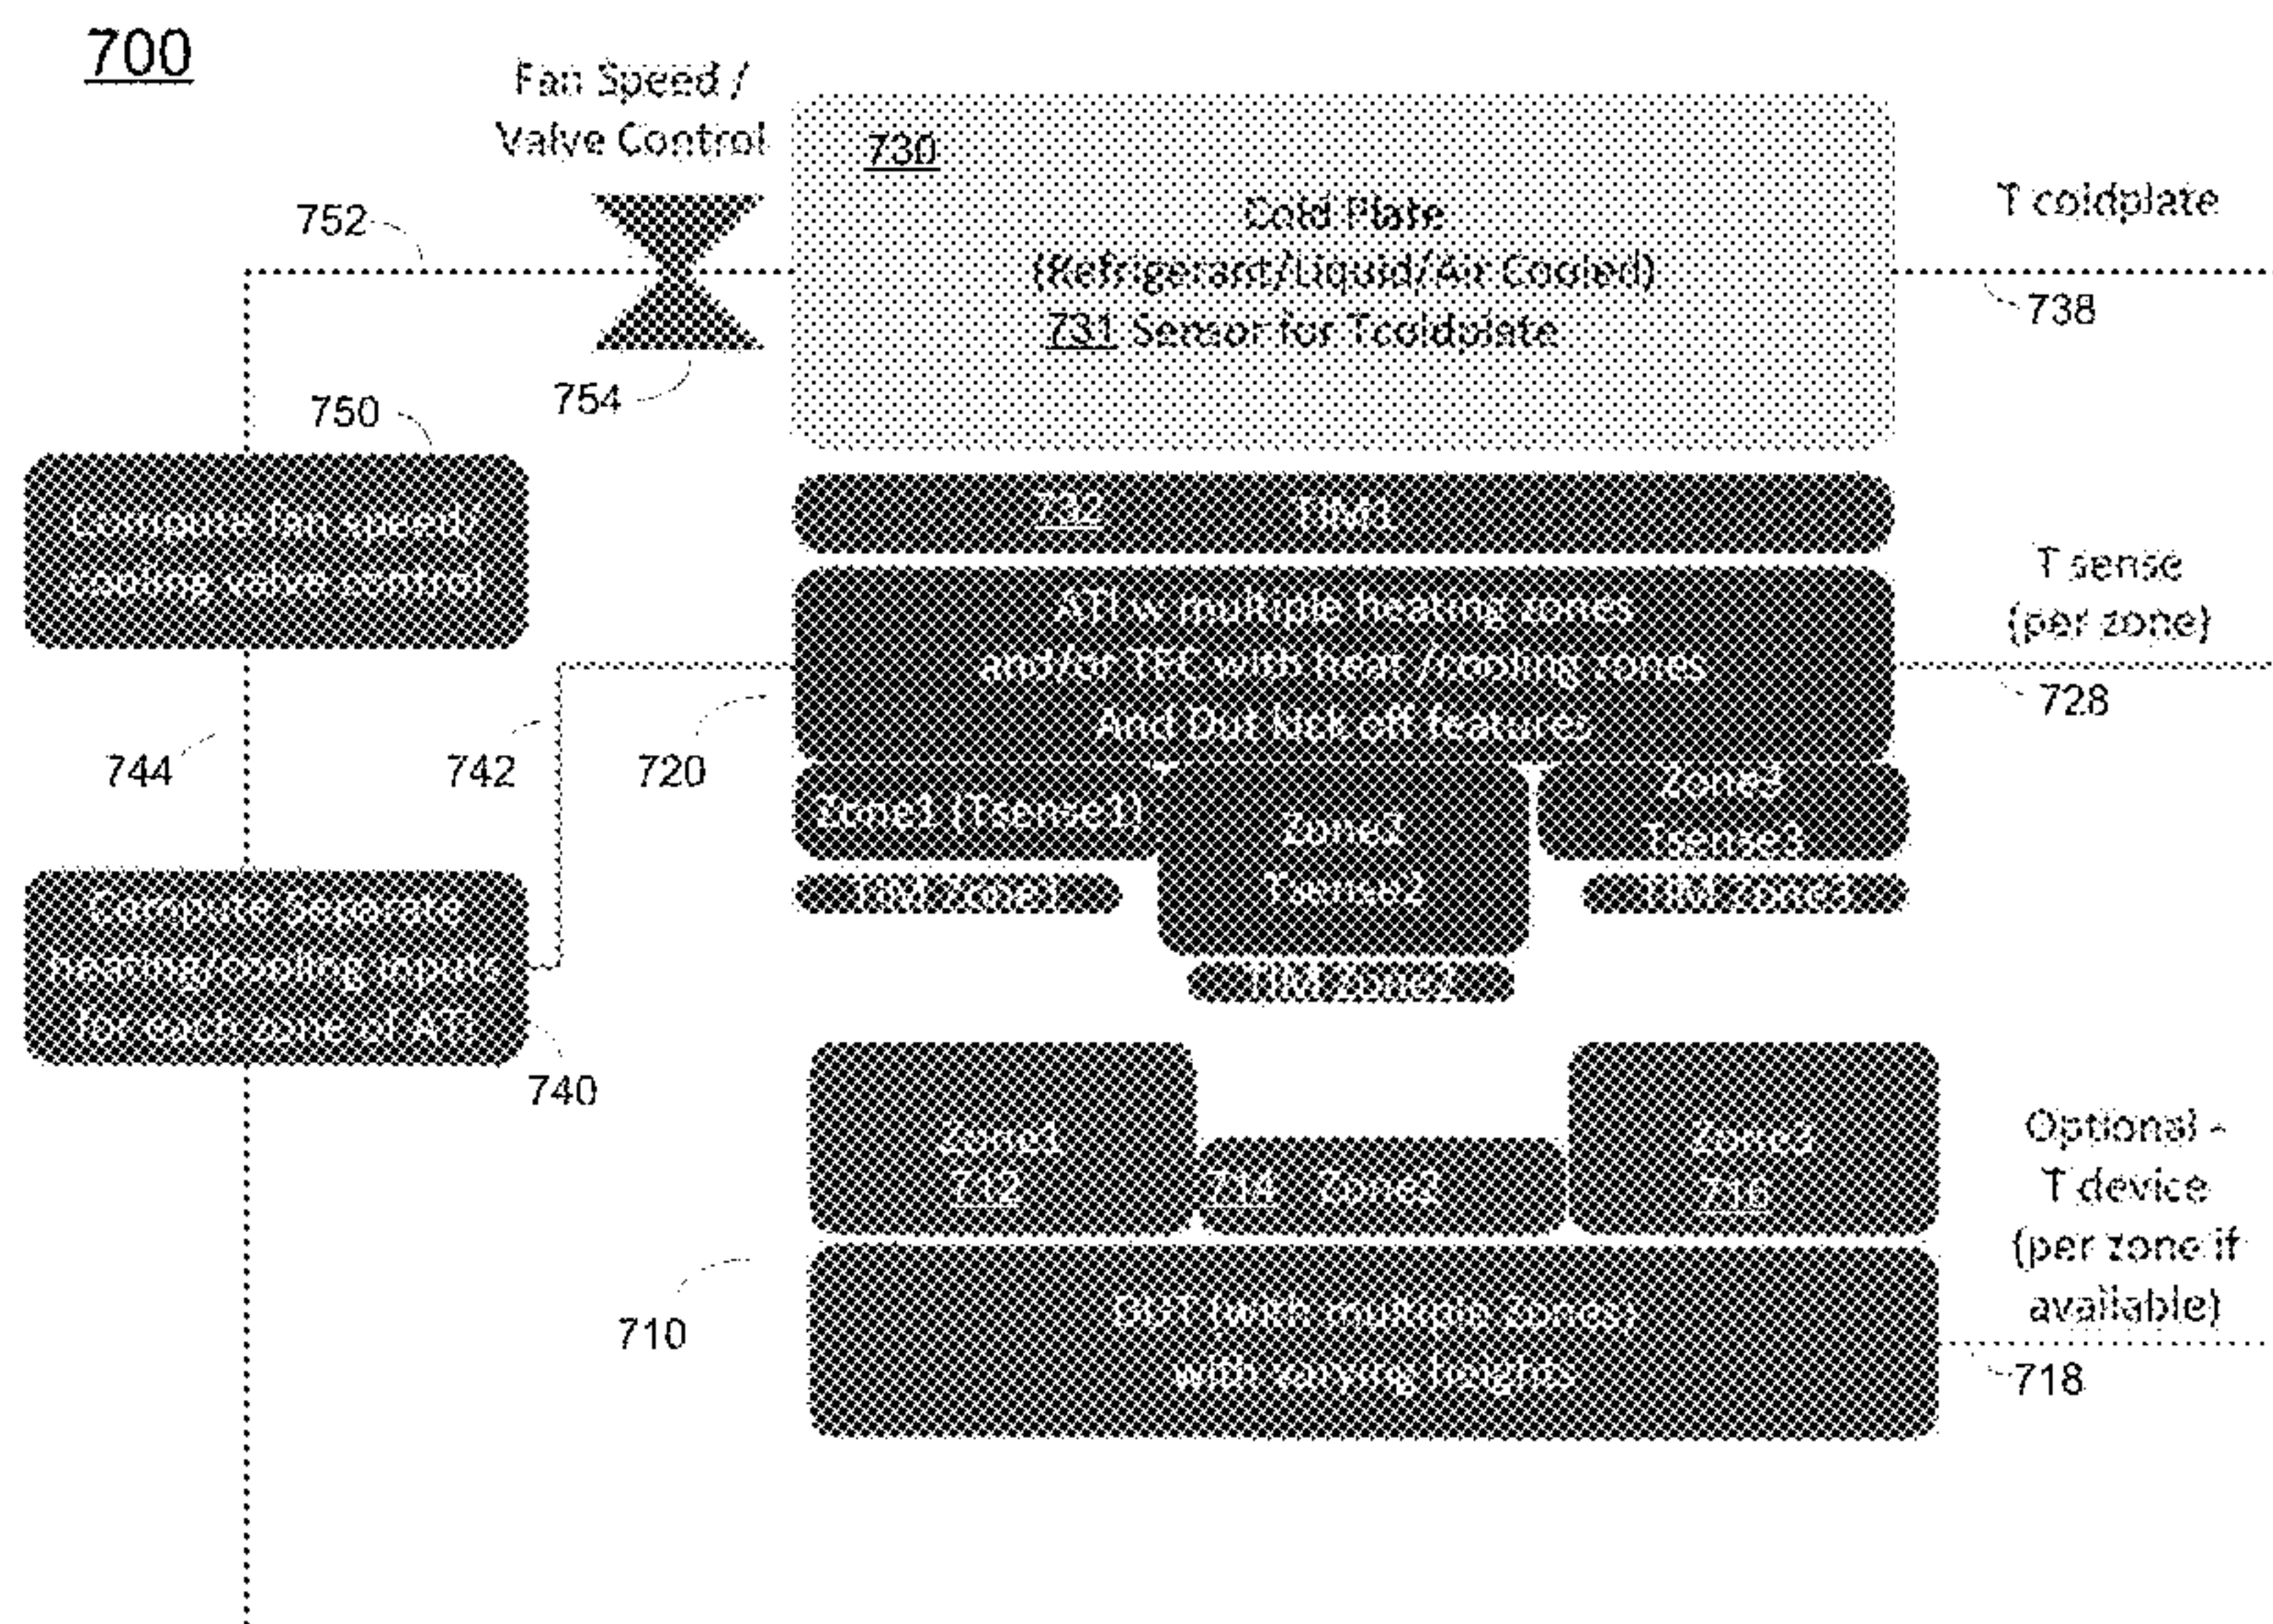 700
Fan Speed /
Valve Control
730
Cold Plate
(Refrigerant/Liquid/Air Cooled)
731 Sensor for Tcoldplate
T coldplate
738
752
754
750
Compute fan speed/
cooling valve control
732 TIM1
ATI w multiple heating zones
and/or TEC with heat /cooling zones
And Dut kick off features
T sense
(per zone)
728
744
742
720
Zone1 (Tsense1)
Zone2
Tsense2
Zone3
Tsense3
TIM Zone1
TIM Zone3
TIM Zone2
Compute Separate
heating/cooling inputs
for each zone of ATI
740
Zone1
712
714 Zone2
Zone3
716
710
DUT (with multiple Zones)
with varying heights
Optional -
T device
(per zone if
available)
718